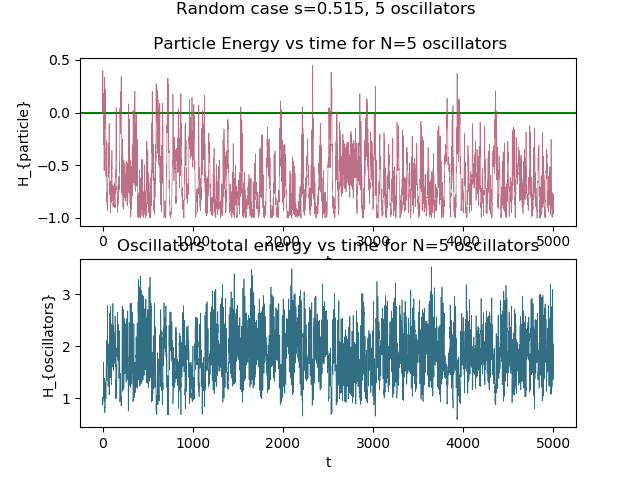 Random case s=0.515, 5 oscillators
Particle Energy vs time for N=5 oscillators
H_{particle}
0.5
0.0
−0.5
−1.0
0 1000 2000 3000 4000 5000
Oscillators total energy vs time for N=5 oscillators
H_{oscillators}
3
2
1
0 1000 2000 3000 4000 5000
t